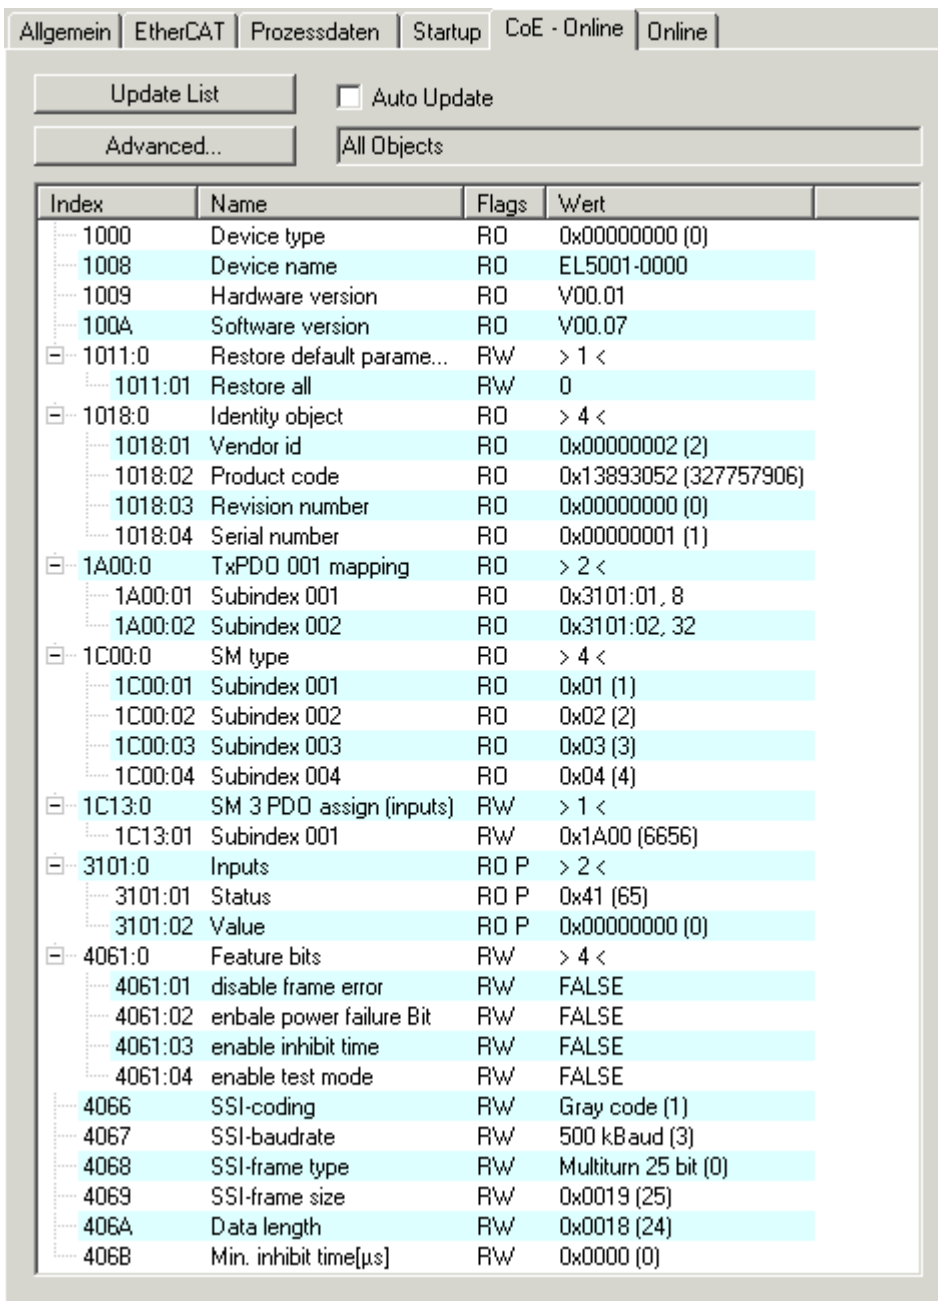 Allgemein EtherCAT Prozessdaten Startup CoE - Online Online
Update List Auto Update
Advanced... All Objects
Index Name Flags Wert
1000 Device type RO 0x00000000 (0)
1008 Device name RO EL5001-0000
1009 Hardware version RO V00.01
100A Software version RO V00.07
1011:0 Restore default parame... RW > 1 <
1011:01 Restore all RW 0
1018:0 Identity object RO > 4 <
1018:01 Vendor id RO 0x00000002 (2)
1018:02 Product code RO 0x13893052 (327757906)
1018:03 Revision number RO 0x00000000 (0)
1018:04 Serial number RO 0x00000001 (1)
1A00:0 TxPDO 001 mapping RO > 2 <
1A00:01 Subindex 001 RO 0x3101:01, 8
1A00:02 Subindex 002 RO 0x3101:02, 32
1C00:0 SM type RO > 4 <
1C00:01 Subindex 001 RO 0x01 (1)
1C00:02 Subindex 002 RO 0x02 (2)
1C00:03 Subindex 003 RO 0x03 (3)
1C00:04 Subindex 004 RO 0x04 (4)
1C13:0 SM 3 PDO assign (inputs) RW > 1 <
1C13:01 Subindex 001 RW 0x1A00 (6656)
3101:0 Inputs RO P > 2 <
3101:01 Status RO P 0x41 (65)
3101:02 Value RO P 0x00000000 (0)
4061:0 Feature bits RW > 4 <
4061:01 disable frame error RW FALSE
4061:02 enbale power failure Bit RW FALSE
4061:03 enable inhibit time RW FALSE
4061:04 enable test mode RW FALSE
4066 SSI-coding RW Gray code (1)
4067 SSI-baudrate RW 500 kBaud (3)
4068 SSI-frame type RW Multiturn 25 bit (0)
4069 SSI-frame size RW 0x0019 (25)
406A Data length RW 0x0018 (24)
406B Min. inhibit time[µs] RW 0x0000 (0)